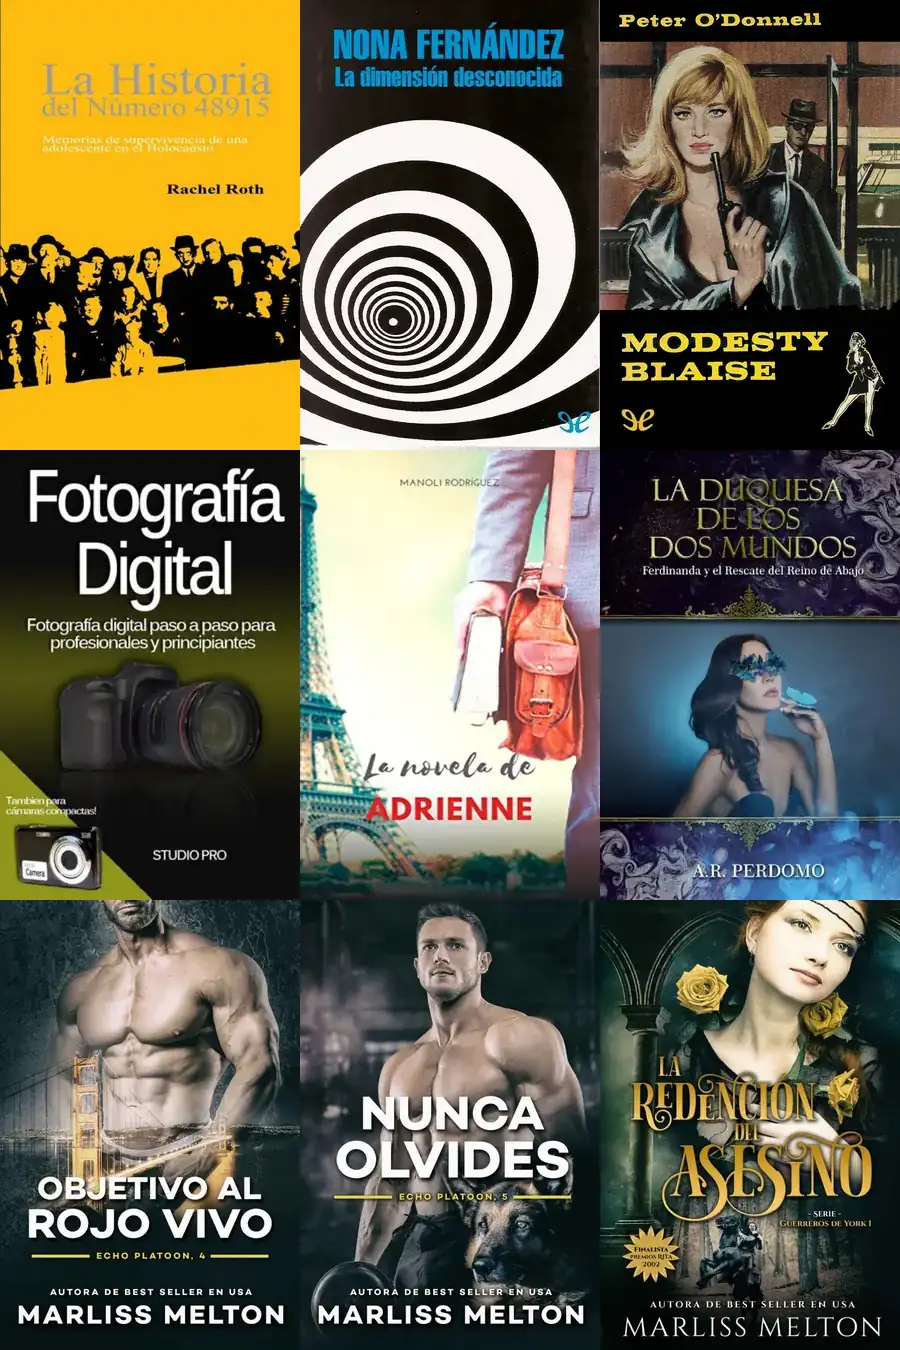 La Historia
del Número 48915
Memorias de supervivencia de una
adolescente en el Holocausto
Rachel Roth
NONA FERNÁNDEZ
La dimensión desconocida
Peter O'Donnell
MODESTY
BLAISE
Fotografía
Digital
Fotografía digital paso a paso para
profesionales y principiantes
Tambien para
cámaras compactas!
Camera
STUDIO PRO
MANOLI RODRÍGUEZ
La novela de
ADRIENNE
LA DUQUESA
DE LOS
DOS MUNDOS
Ferdinanda y el Rescate del Reino de Abajo
A.R. PERDOMO
OBJETIVO AL
ROJO VIVO
ECHO PLATOON, 4
AUTORA DE BEST SELLER EN USA
MARLISS MELTON
NUNCA
OLVIDES
ECHO PLATOON, 5
AUTORA DE BEST SELLER EN USA
MARLISS MELTON
LA
REDENCIÓN
DEL
ASESINO
- SERIE -
GUERREROS DE YORK I
FINALISTA
PREMIOS RITA
2002
AUTORA DE BEST SELLER EN USA
MARLISS MELTON